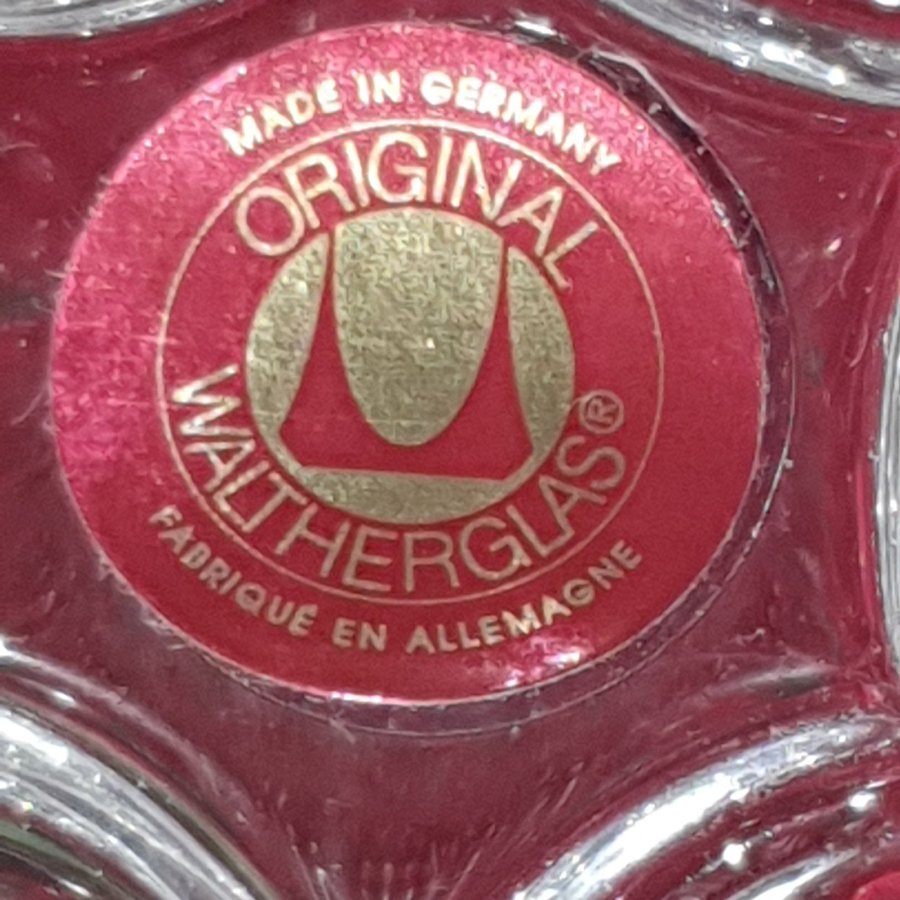 MADE IN GERMANY
ORIGINAL
WALTHERGLAS®
FABRIQUÉ EN ALLEMAGNE